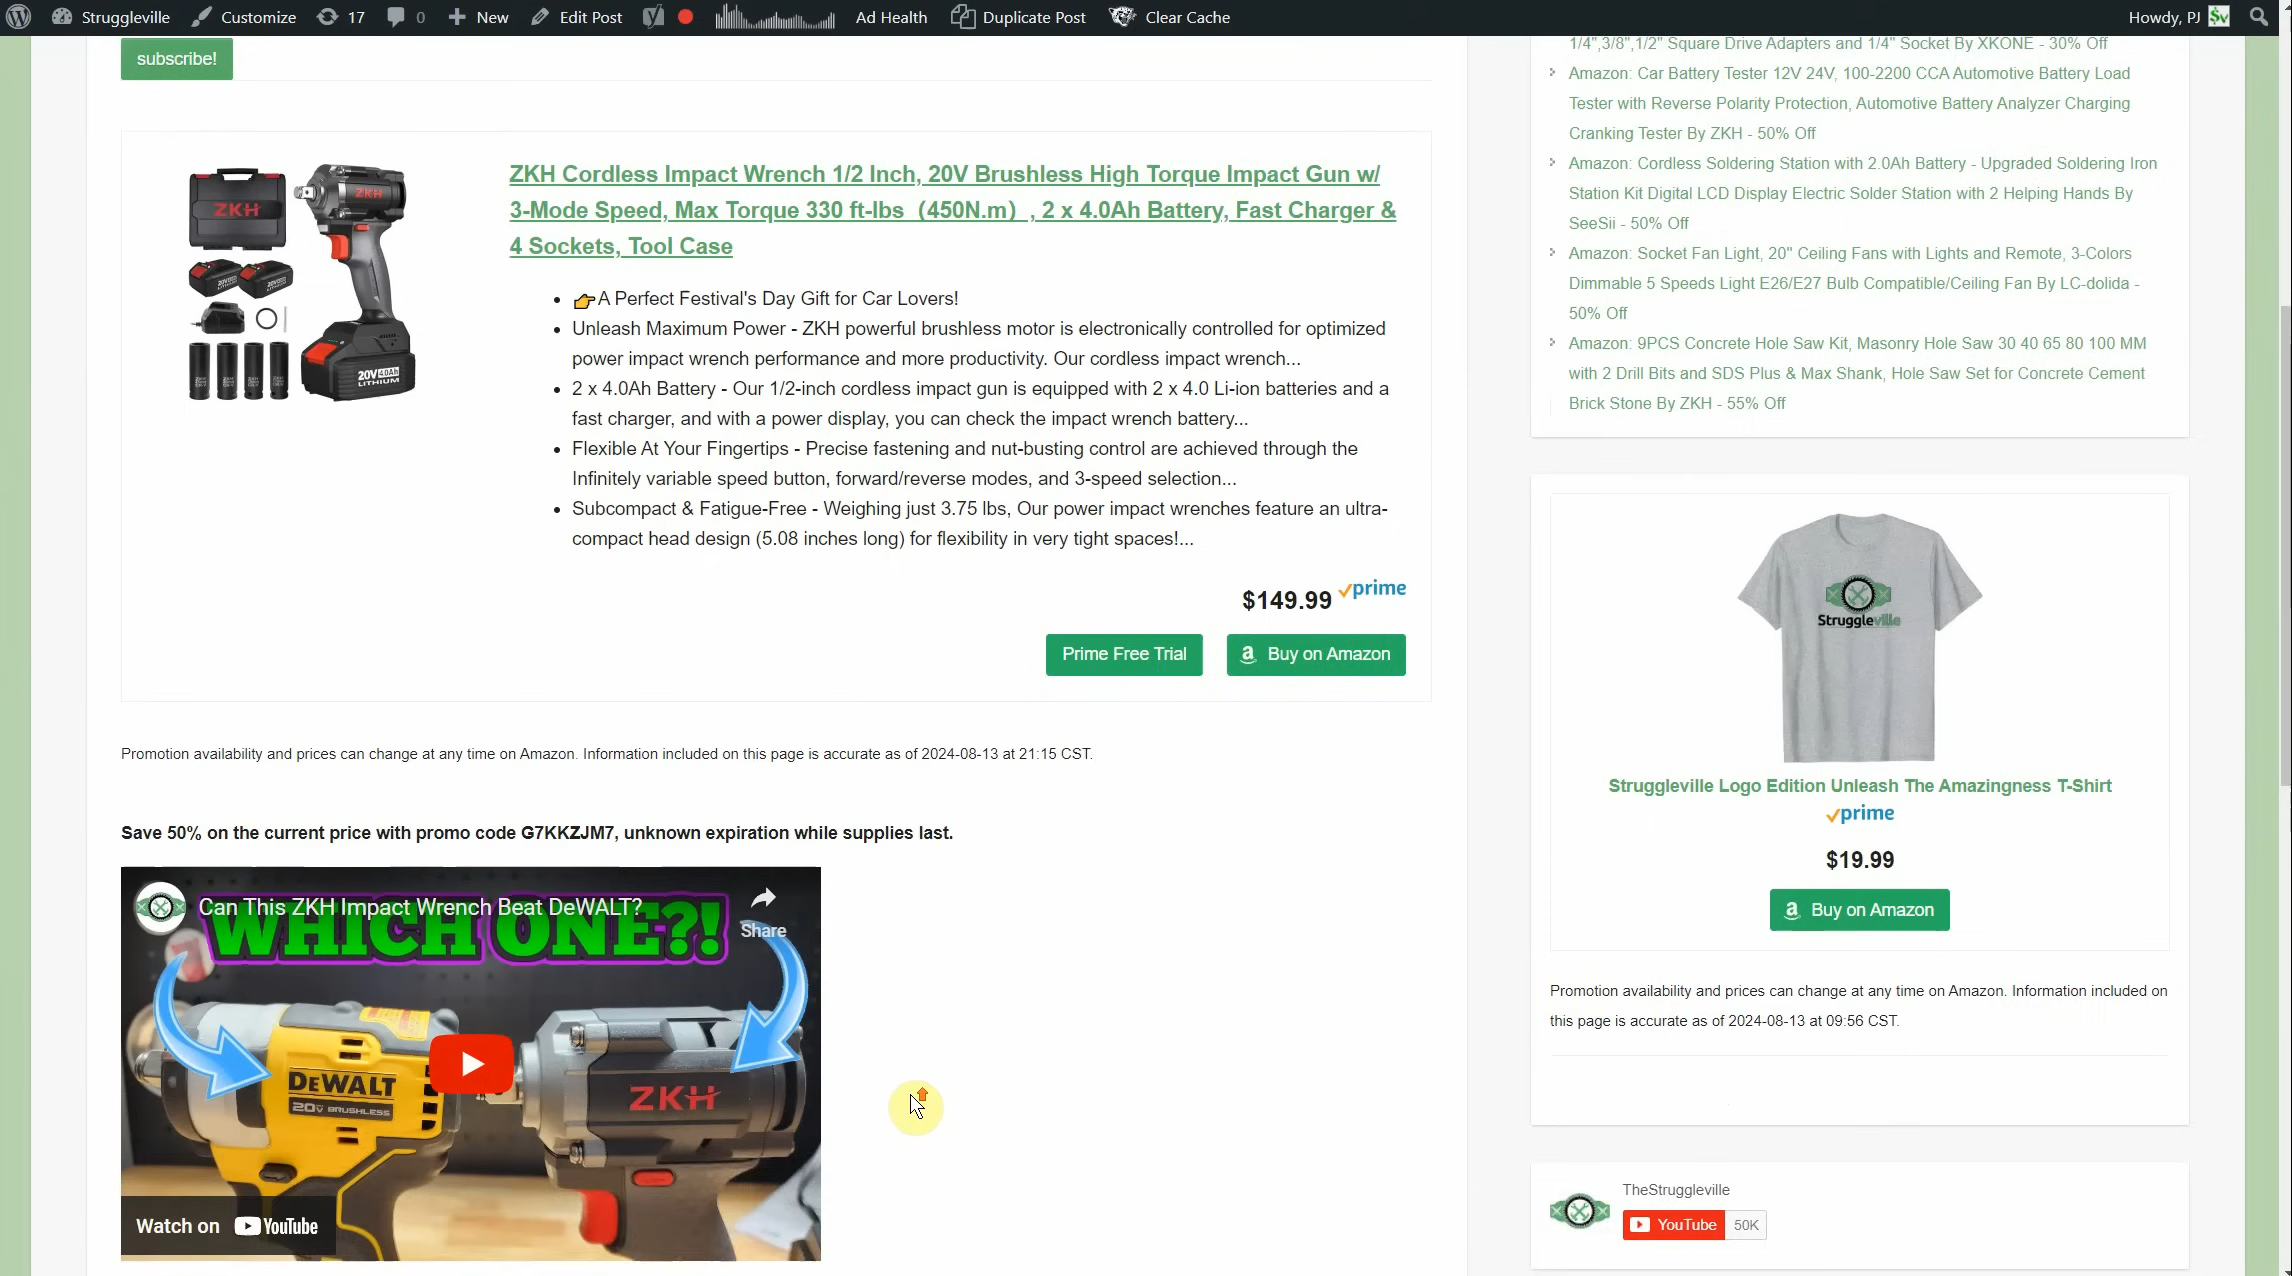 Struggleville Customize 17 0 New Edit Post Ad Health Duplicate Post Clear Cache Howdy, PJ
subscribe!
ZKH
ZKH
20V 4.0Ah
LITHIUM
ZKH Cordless Impact Wrench 1/2 Inch, 20V Brushless High Torque Impact Gun w/
3-Mode Speed, Max Torque 330 ft-lbs（450N.m）, 2 x 4.0Ah Battery, Fast Charger &
4 Sockets, Tool Case
• 👉A Perfect Festival's Day Gift for Car Lovers!
• Unleash Maximum Power - ZKH powerful brushless motor is electronically controlled for optimized
power impact wrench performance and more productivity. Our cordless impact wrench...
• 2 x 4.0Ah Battery - Our 1/2-inch cordless impact gun is equipped with 2 x 4.0 Li-ion batteries and a
fast charger, and with a power display, you can check the impact wrench battery...
• Flexible At Your Fingertips - Precise fastening and nut-busting control are achieved through the
Infinitely variable speed button, forward/reverse modes, and 3-speed selection...
• Subcompact & Fatigue-Free - Weighing just 3.75 lbs, Our power impact wrenches feature an ultra-
compact head design (5.08 inches long) for flexibility in very tight spaces!...
$149.99 prime
Prime Free Trial
Buy on Amazon
Promotion availability and prices can change at any time on Amazon. Information included on this page is accurate as of 2024-08-13 at 21:15 CST.
Save 50% on the current price with promo code G7KKZJM7, unknown expiration while supplies last.
Can This ZKH Impact Wrench Beat DeWALT?
Share
WHICH ONE?!
DeWALT
20V BRUSHLESS
ZKH
Watch on YouTube
1/4",3/8",1/2" Square Drive Adapters and 1/4" Socket By XKONE - 30% Off
Amazon: Car Battery Tester 12V 24V, 100-2200 CCA Automotive Battery Load
Tester with Reverse Polarity Protection, Automotive Battery Analyzer Charging
Cranking Tester By ZKH - 50% Off
Amazon: Cordless Soldering Station with 2.0Ah Battery - Upgraded Soldering Iron
Station Kit Digital LCD Display Electric Solder Station with 2 Helping Hands By
SeeSii - 50% Off
Amazon: Socket Fan Light, 20" Ceiling Fans with Lights and Remote, 3-Colors
Dimmable 5 Speeds Light E26/E27 Bulb Compatible/Ceiling Fan By LC-dolida -
50% Off
Amazon: 9PCS Concrete Hole Saw Kit, Masonry Hole Saw 30 40 65 80 100 MM
with 2 Drill Bits and SDS Plus & Max Shank, Hole Saw Set for Concrete Cement
Brick Stone By ZKH - 55% Off
Struggleville
Struggleville Logo Edition Unleash The Amazingness T-Shirt
prime
$19.99
Buy on Amazon
Promotion availability and prices can change at any time on Amazon. Information included on
this page is accurate as of 2024-08-13 at 09:56 CST.
TheStruggleville
YouTube 50K